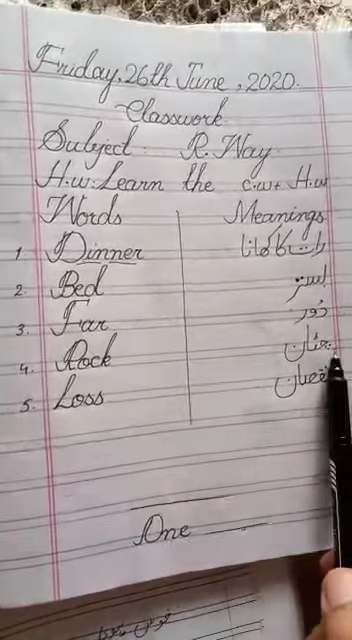 Friday, 26th June, 2020.
Classwork
Subject: R. Way
H.w: Learn the c.w + H.w
Words Meanings
1. Dinner رات کا کھانا
2. Bed بستر
3. Far دُور
4. Rock چٹان
5. Loss نقصان
One